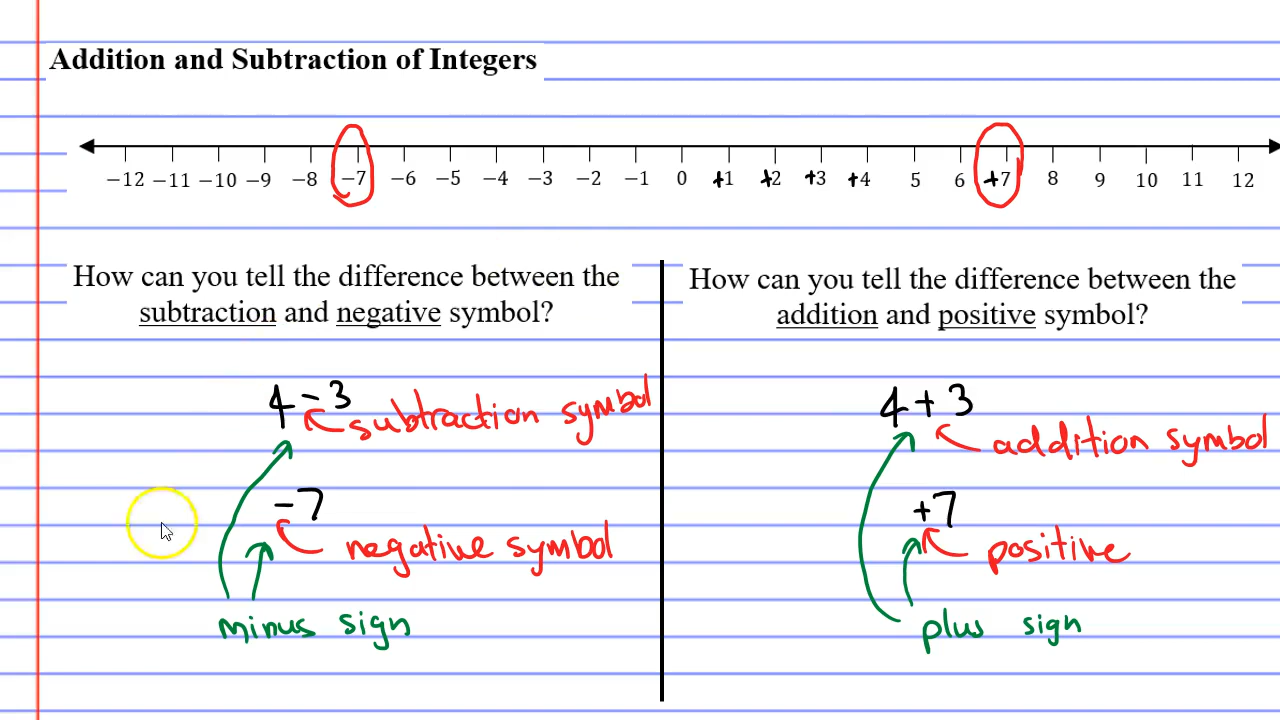 Addition and Subtraction of Integers
−12 −11 −10 −9 −8 −7 −6 −5 −4 −3 −2 −1 0 +1 +2 +3 +4 5 6 +7 8 9 10 11 12
How can you tell the difference between the
subtraction and negative symbol?
4 − 3
subtraction symbol
−7
negative symbol
minus sign
How can you tell the difference between the
addition and positive symbol?
4 + 3
addition symbol
+7
positive
plus sign